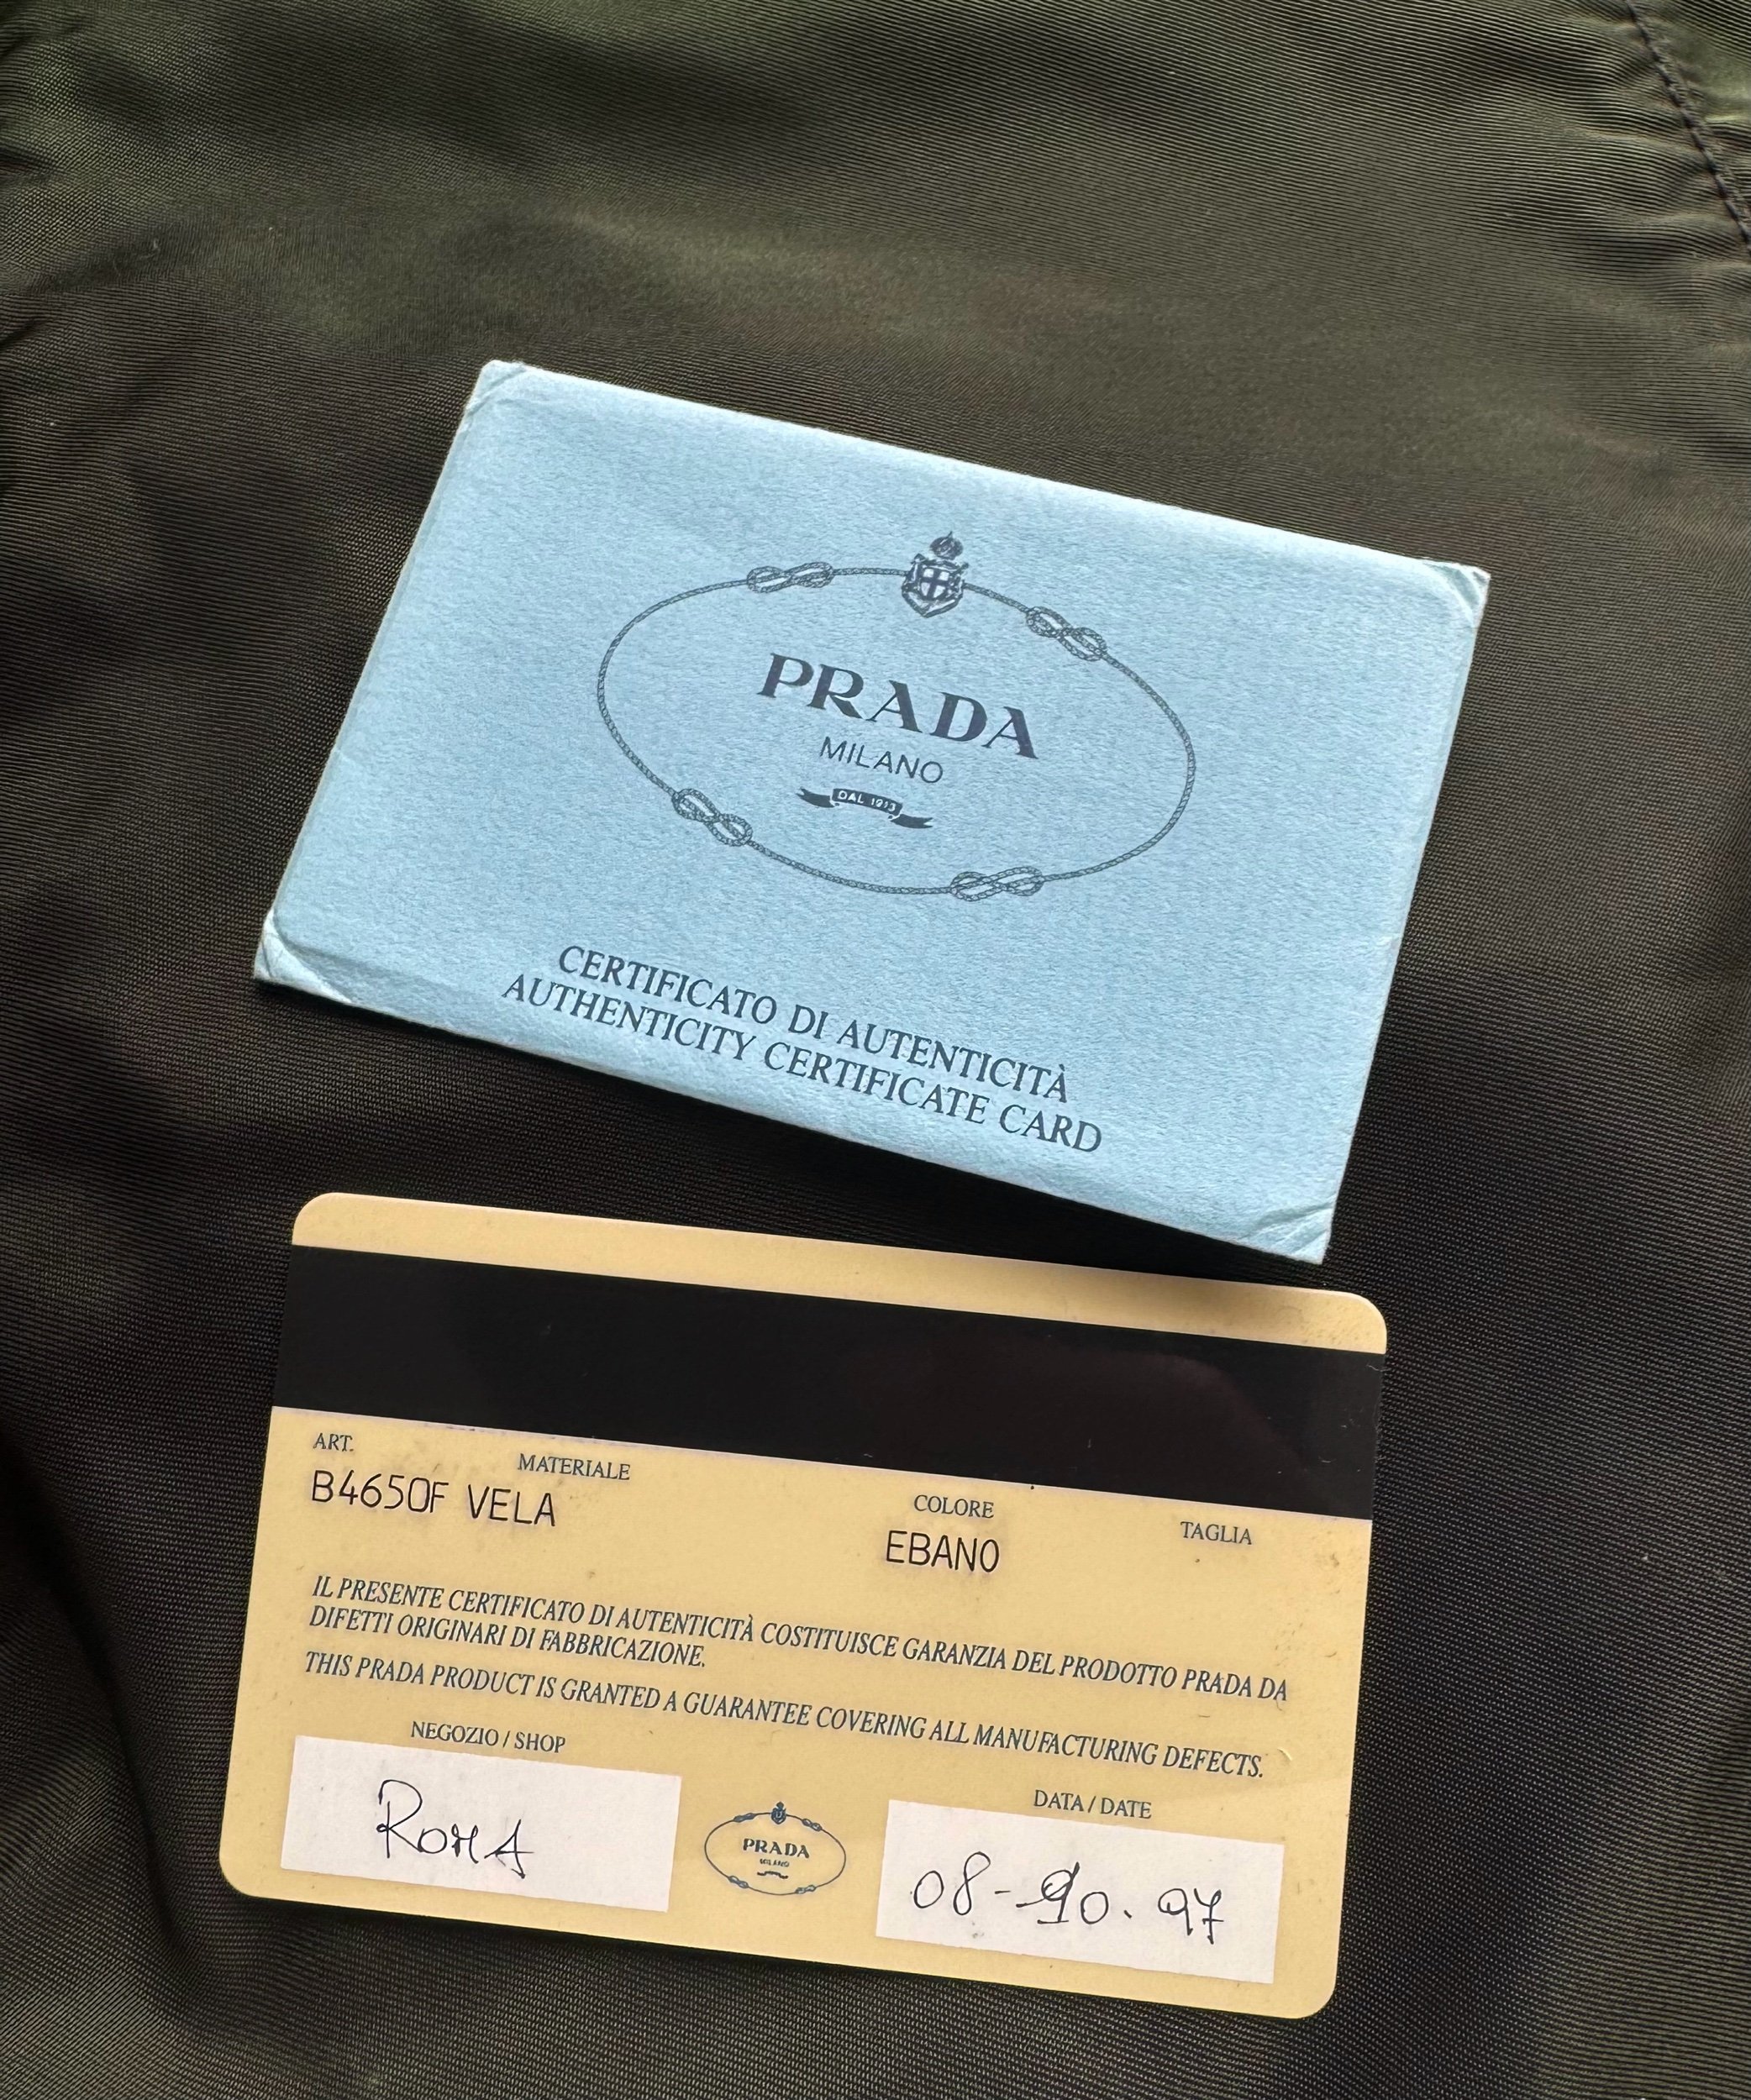 PRADA
MILANO
DAL 1913
CERTIFICATO DI AUTENTICITÀ
AUTHENTICITY CERTIFICATE CARD
ART. MATERIALE COLORE TAGLIA
B4650F VELA EBANO
IL PRESENTE CERTIFICATO DI AUTENTICITÀ COSTITUISCE GARANZIA DEL PRODOTTO PRADA DA
DIFETTI ORIGINARI DI FABBRICAZIONE.
THIS PRADA PRODUCT IS GRANTED A GUARANTEE COVERING ALL MANUFACTURING DEFECTS.
NEGOZIO / SHOP
ROMA
PRADA
MILANO
DATA / DATE
08-10.97